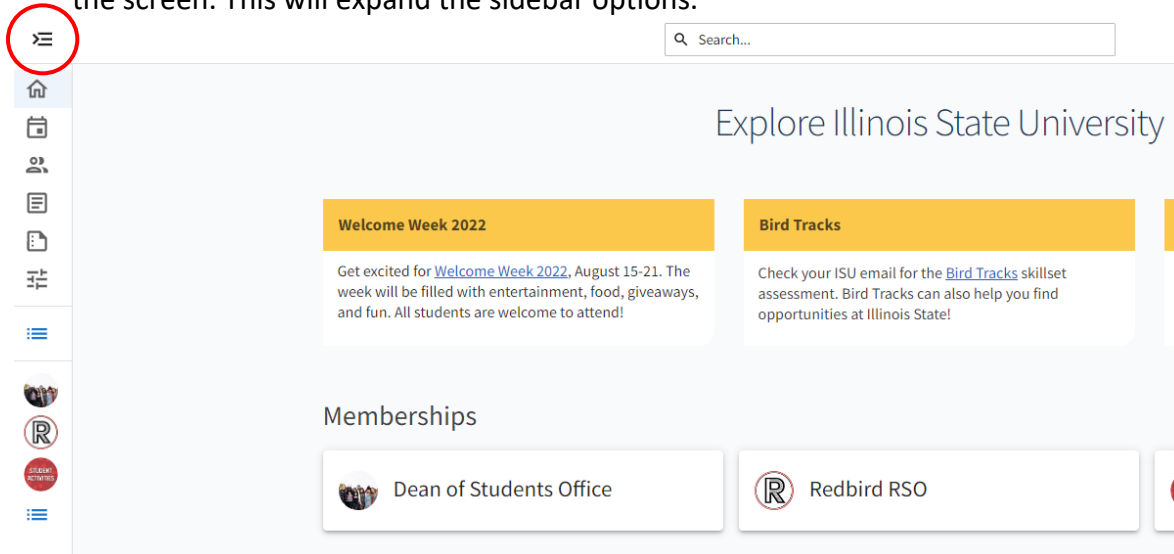 the screen. This will expand the sidebar options.
Search...
Explore Illinois State University
Welcome Week 2022
Get excited for Welcome Week 2022, August 15-21. The
week will be filled with entertainment, food, giveaways,
and fun. All students are welcome to attend!
Bird Tracks
Check your ISU email for the Bird Tracks skillset
assessment. Bird Tracks can also help you find
opportunities at Illinois State!
Memberships
R
STUDENT
ACTIVITIES
Dean of Students Office
R
Redbird RSO